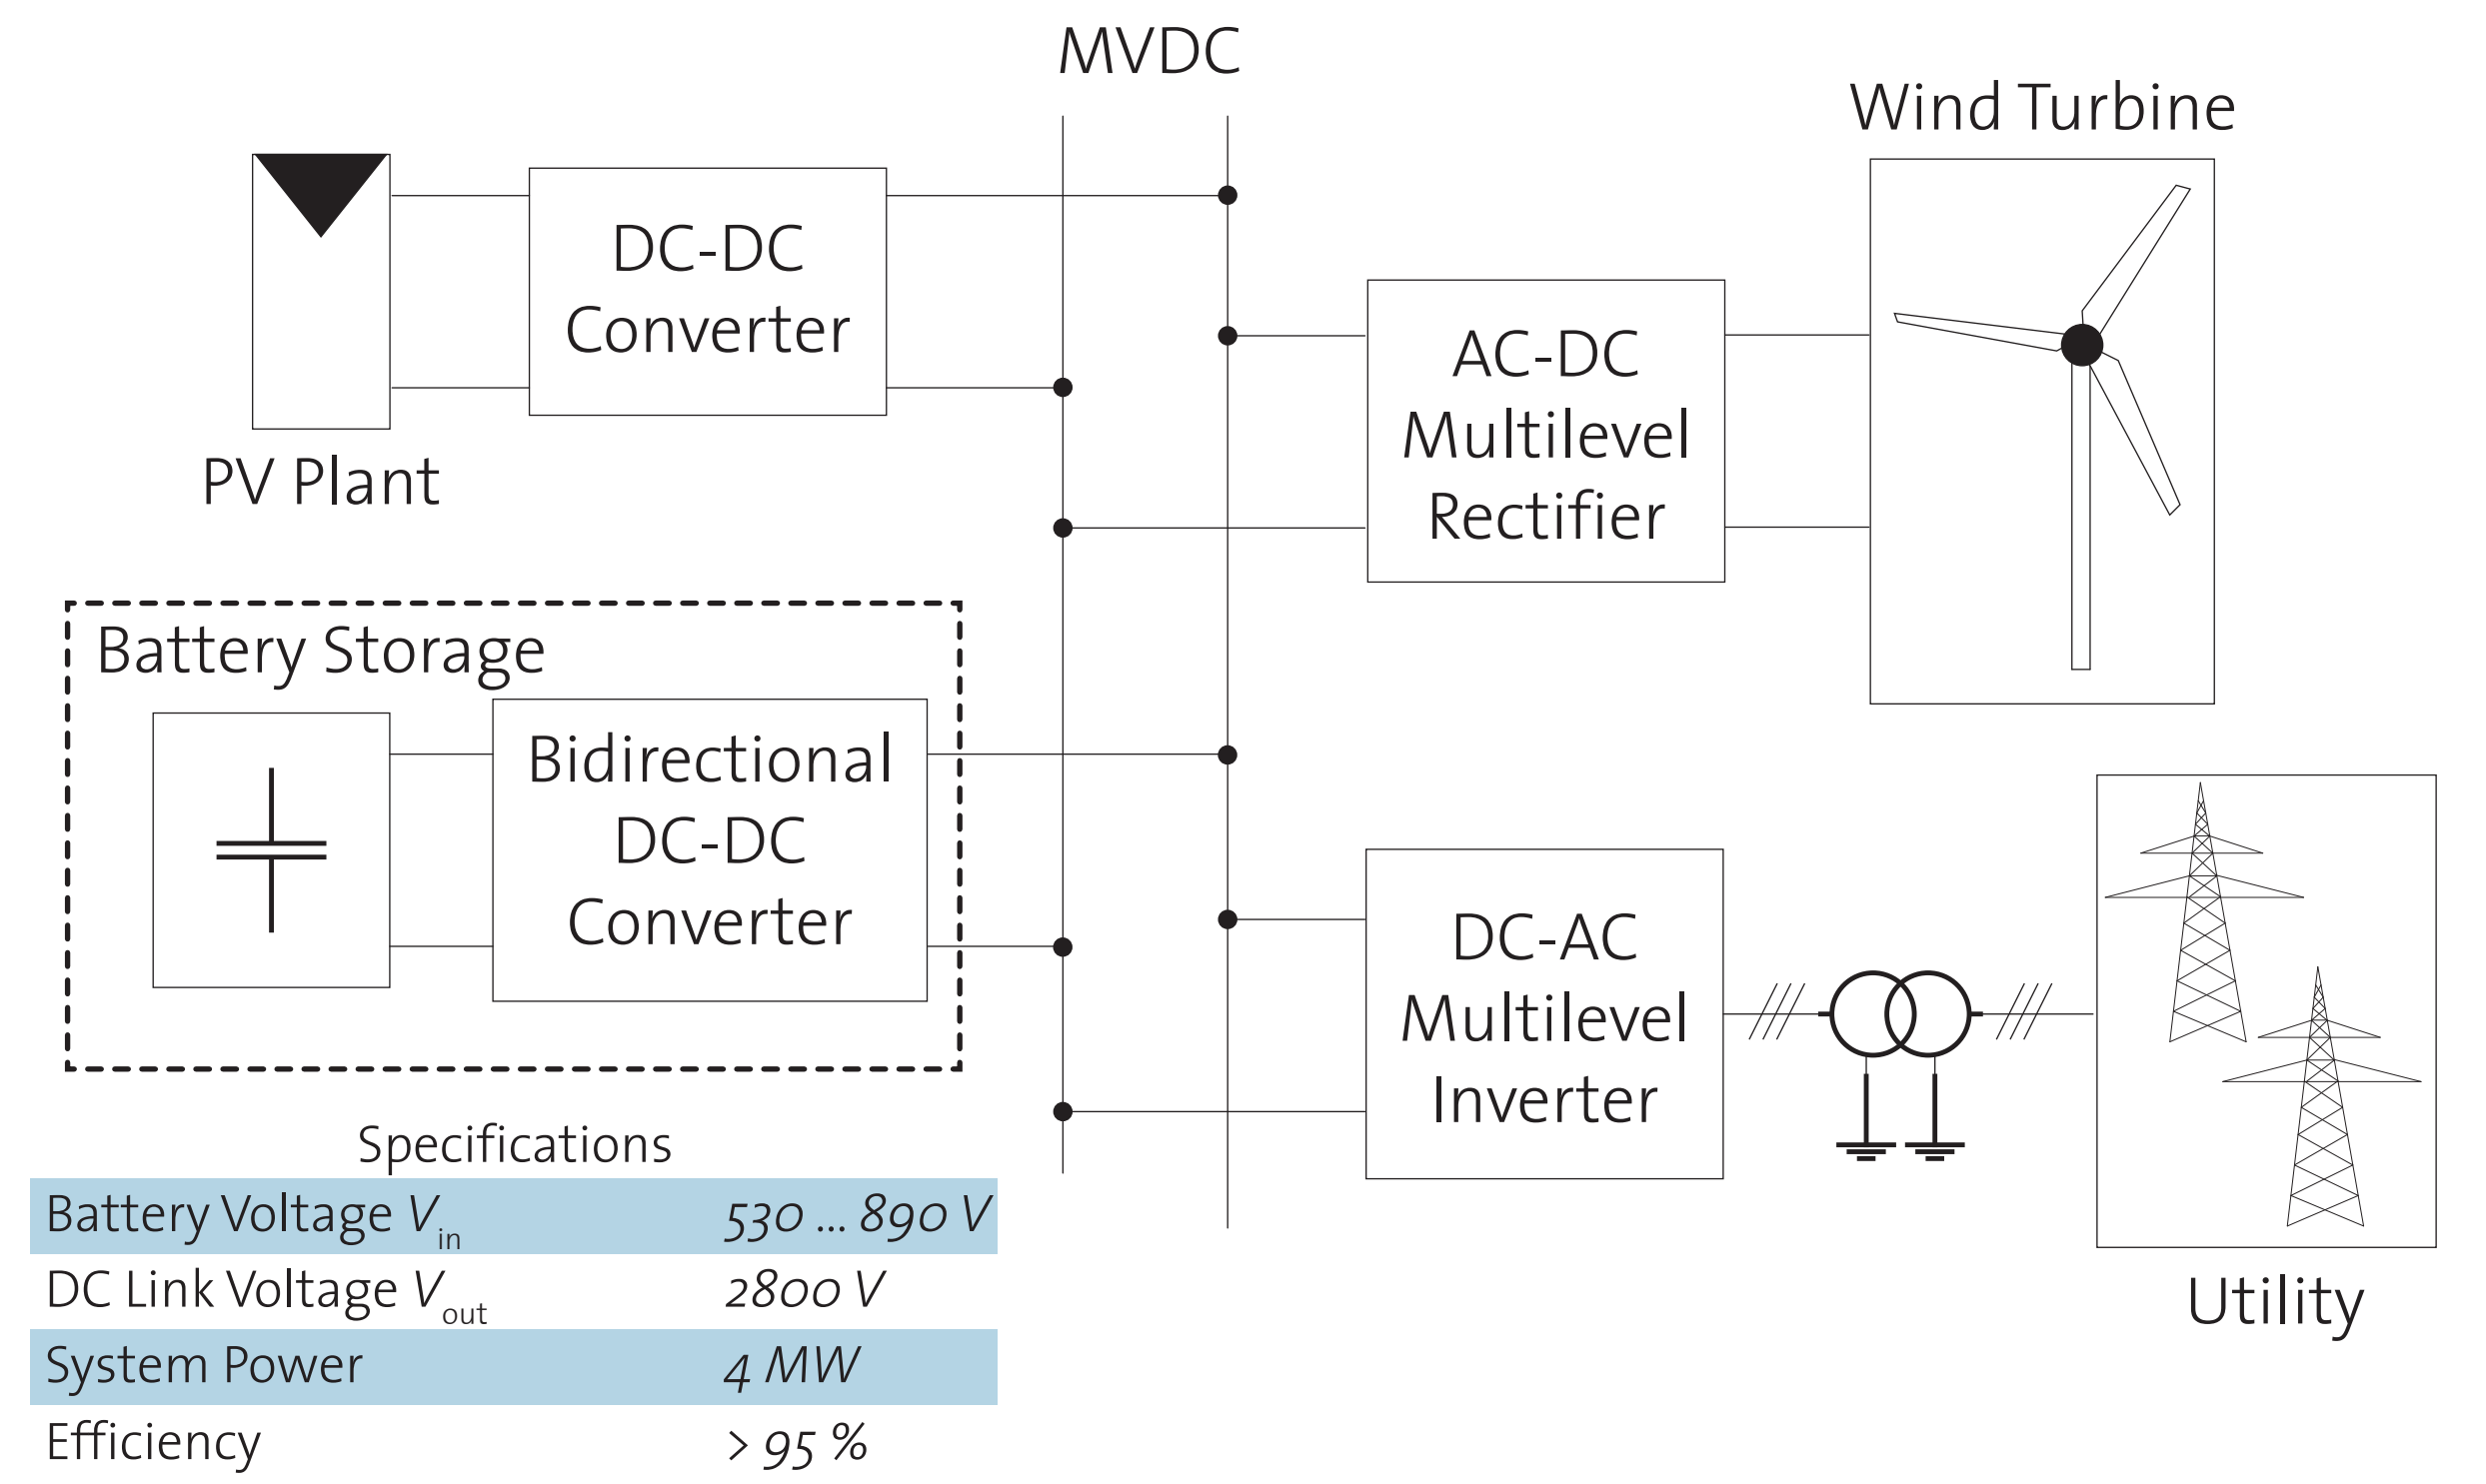 MVDC
Wind Turbine
DC-DC
Converter
PV Plant
AC-DC
Multilevel
Rectifier
Battery Storage
Bidirectional
DC-DC
Converter
DC-AC
Multilevel
Inverter
Utility
Specifications
Battery Voltage Vin 530 ... 890 V
DC Link Voltage Vout 2800 V
System Power 4 MW
Efficiency > 95 %